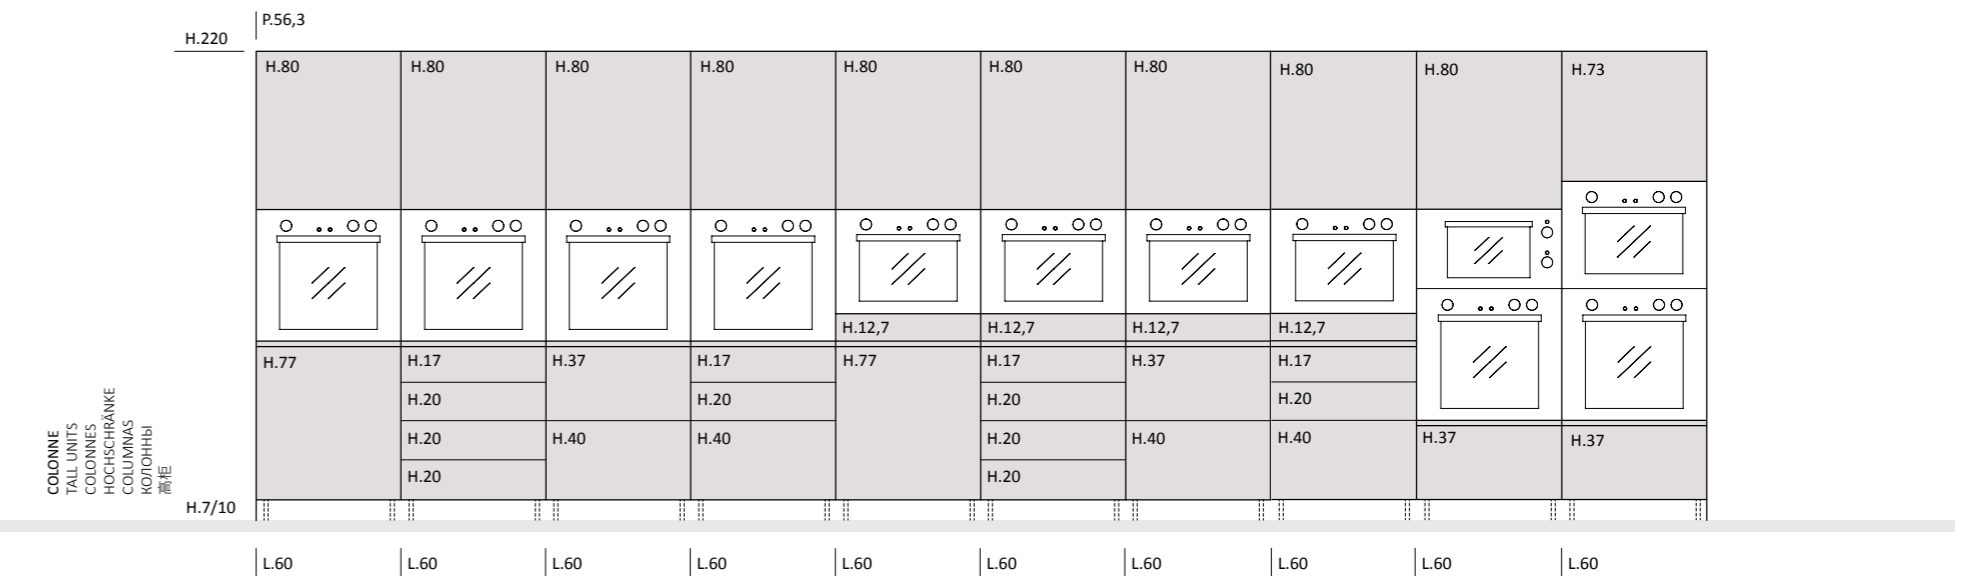 P.56,3
H.220
H.80 H.80 H.80 H.80 H.80 H.80 H.80 H.80 H.80 H.73
H.12,7 H.12,7 H.12,7 H.12,7
H.77 H.17 H.37 H.17 H.77 H.17 H.37 H.17
H.20 H.20 H.20 H.20
H.20 H.40 H.40 H.20 H.40 H.40 H.37 H.37
H.20 H.20
H.7/10
COLONNE
TALL UNITS
COLONNES
HOCHSCHRÄNKE
COLUMNAS
КОЛОННЫ
高柜
L.60 L.60 L.60 L.60 L.60 L.60 L.60 L.60 L.60 L.60